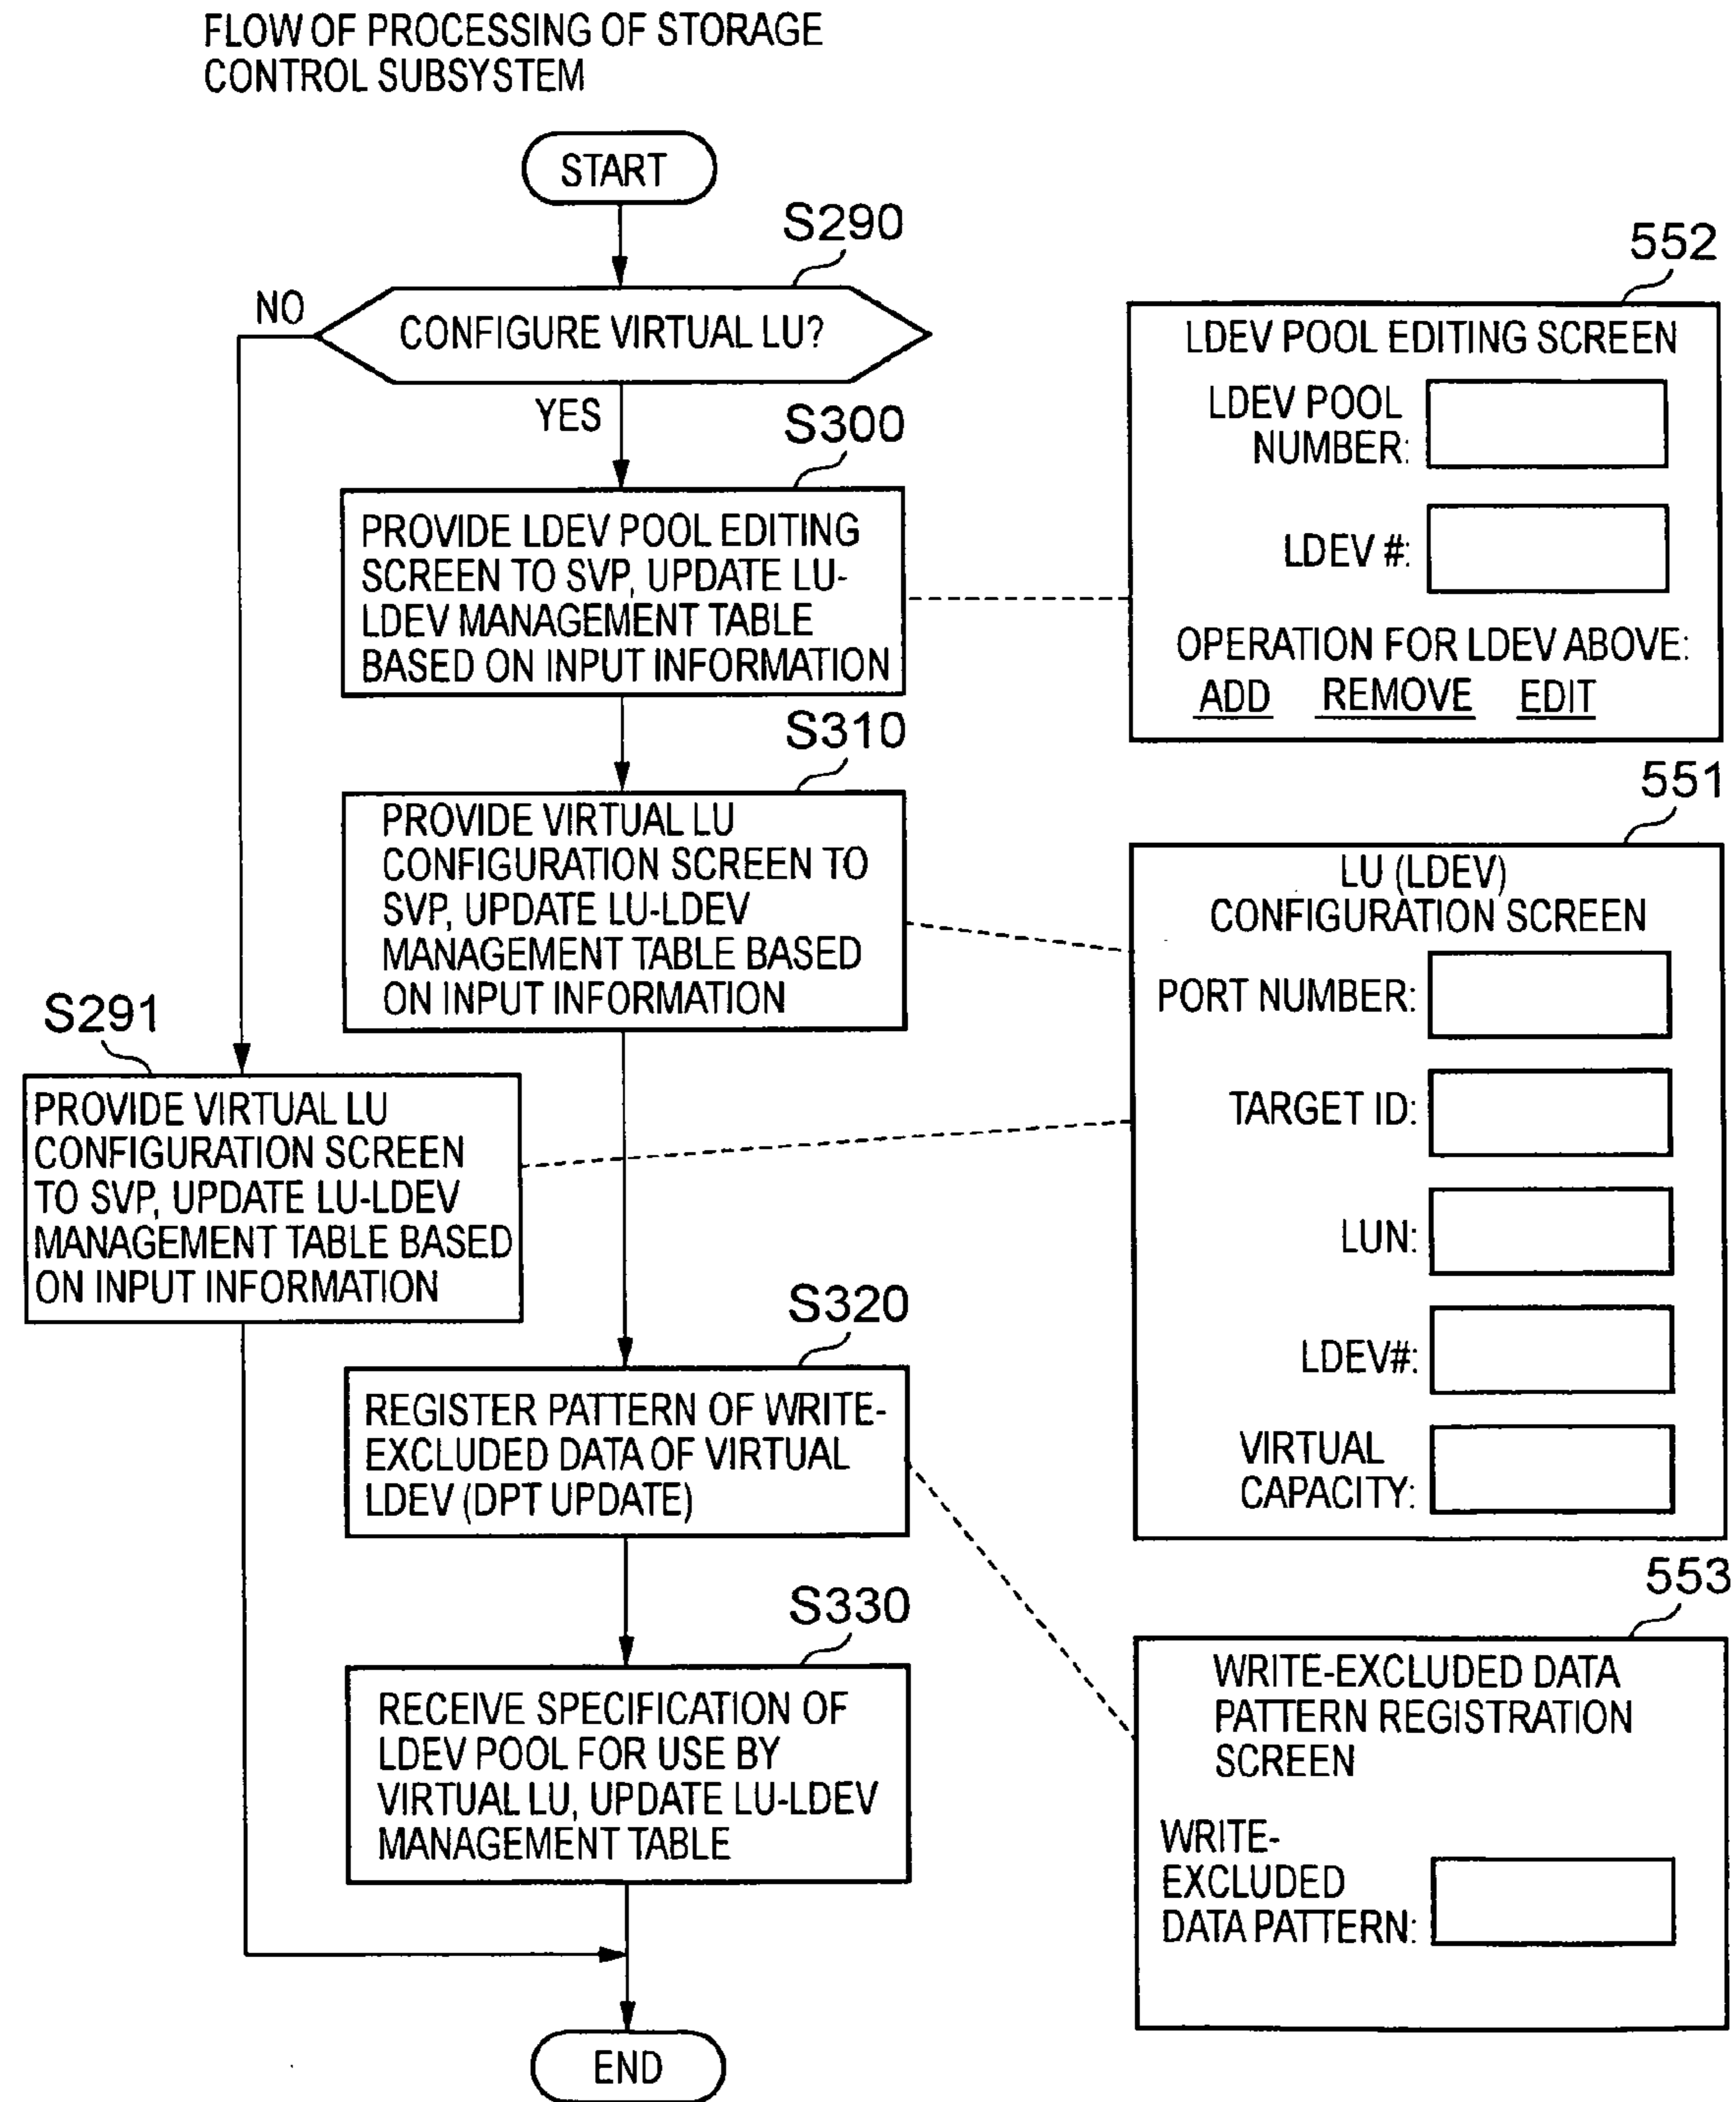 FLOW OF PROCESSING OF STORAGE
CONTROL SUBSYSTEM
START
S290
NO
CONFIGURE VIRTUAL LU?
YES
S300
PROVIDE LDEV POOL EDITING
SCREEN TO SVP, UPDATE LU-
LDEV MANAGEMENT TABLE
BASED ON INPUT INFORMATION
S310
PROVIDE VIRTUAL LU
CONFIGURATION SCREEN TO
SVP, UPDATE LU-LDEV
MANAGEMENT TABLE BASED
ON INPUT INFORMATION
S291
PROVIDE VIRTUAL LU
CONFIGURATION SCREEN
TO SVP, UPDATE LU-LDEV
MANAGEMENT TABLE BASED
ON INPUT INFORMATION
S320
REGISTER PATTERN OF WRITE-
EXCLUDED DATA OF VIRTUAL
LDEV (DPT UPDATE)
S330
RECEIVE SPECIFICATION OF
LDEV POOL FOR USE BY
VIRTUAL LU, UPDATE LU-LDEV
MANAGEMENT TABLE
END
552
LDEV POOL EDITING SCREEN
LDEV POOL
NUMBER:
LDEV #:
OPERATION FOR LDEV ABOVE:
ADD REMOVE EDIT
551
LU (LDEV)
CONFIGURATION SCREEN
PORT NUMBER:
TARGET ID:
LUN:
LDEV#:
VIRTUAL
CAPACITY:
553
WRITE-EXCLUDED DATA
PATTERN REGISTRATION
SCREEN
WRITE-
EXCLUDED
DATA PATTERN: